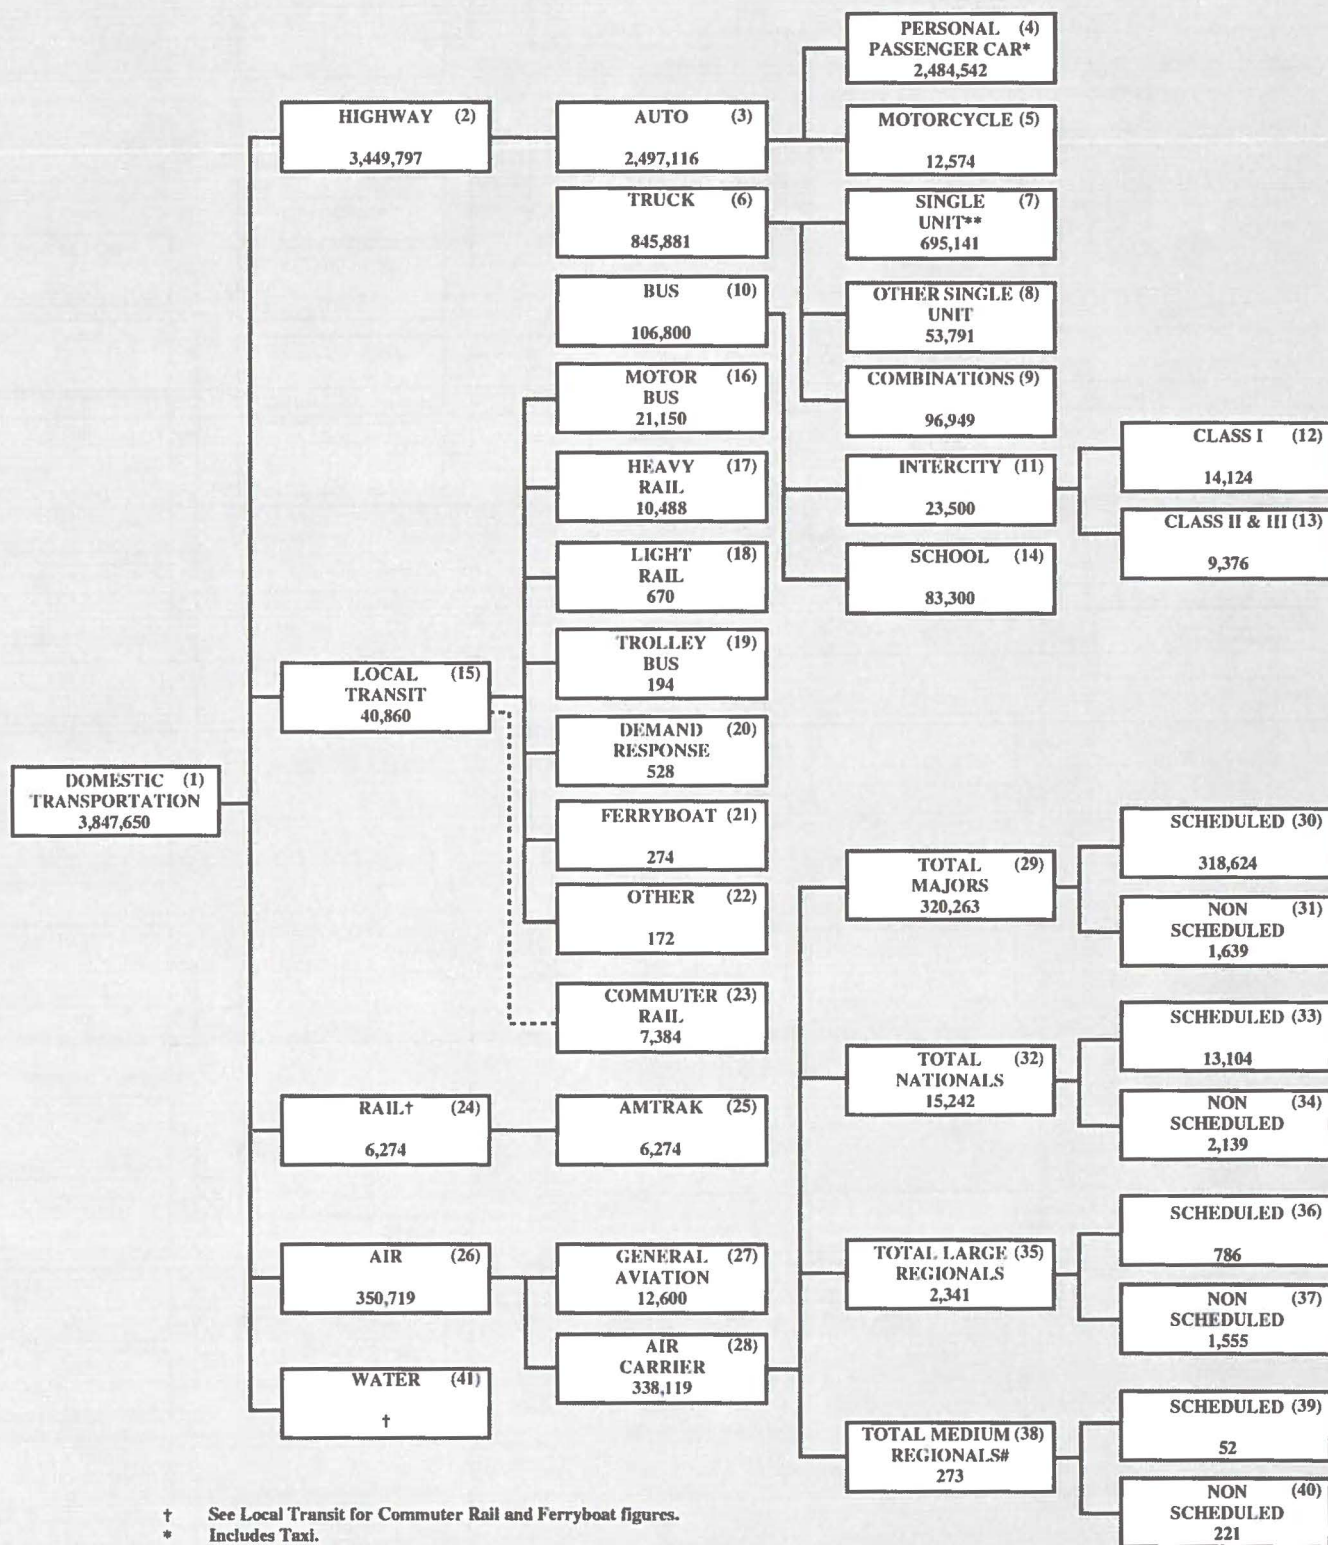 PERSONAL (4)
PASSENGER CAR*
2,484,542
HIGHWAY (2)
3,449,797
AUTO (3)
2,497,116
MOTORCYCLE (5)
12,574
TRUCK (6)
845,881
SINGLE (7)
UNIT**
695,141
BUS (10)
106,800
OTHER SINGLE (8)
UNIT
53,791
MOTOR (16)
BUS
21,150
COMBINATIONS (9)
96,949
CLASS I (12)
14,124
HEAVY (17)
RAIL
10,488
INTERCITY (11)
23,500
CLASS II & III (13)
9,376
LIGHT (18)
RAIL
670
SCHOOL (14)
83,300
TROLLEY (19)
BUS
194
LOCAL (15)
TRANSIT
40,860
DEMAND (20)
RESPONSE
528
DOMESTIC (1)
TRANSPORTATION
3,847,650
FERRYBOAT (21)
274
SCHEDULED (30)
318,624
TOTAL (29)
MAJORS
320,263
OTHER (22)
172
NON (31)
SCHEDULED
1,639
COMMUTER (23)
RAIL
7,384
SCHEDULED (33)
13,104
TOTAL (32)
NATIONALS
15,242
RAIL† (24)
6,274
AMTRAK (25)
6,274
NON (34)
SCHEDULED
2,139
SCHEDULED (36)
786
AIR (26)
350,719
GENERAL (27)
AVIATION
12,600
TOTAL LARGE (35)
REGIONALS
2,341
NON (37)
SCHEDULED
1,555
AIR (28)
CARRIER
338,119
WATER (41)
†
SCHEDULED (39)
52
TOTAL MEDIUM (38)
REGIONALS#
273
NON (40)
SCHEDULED
221
† See Local Transit for Commuter Rail and Ferryboat figures.
* Includes Taxi.